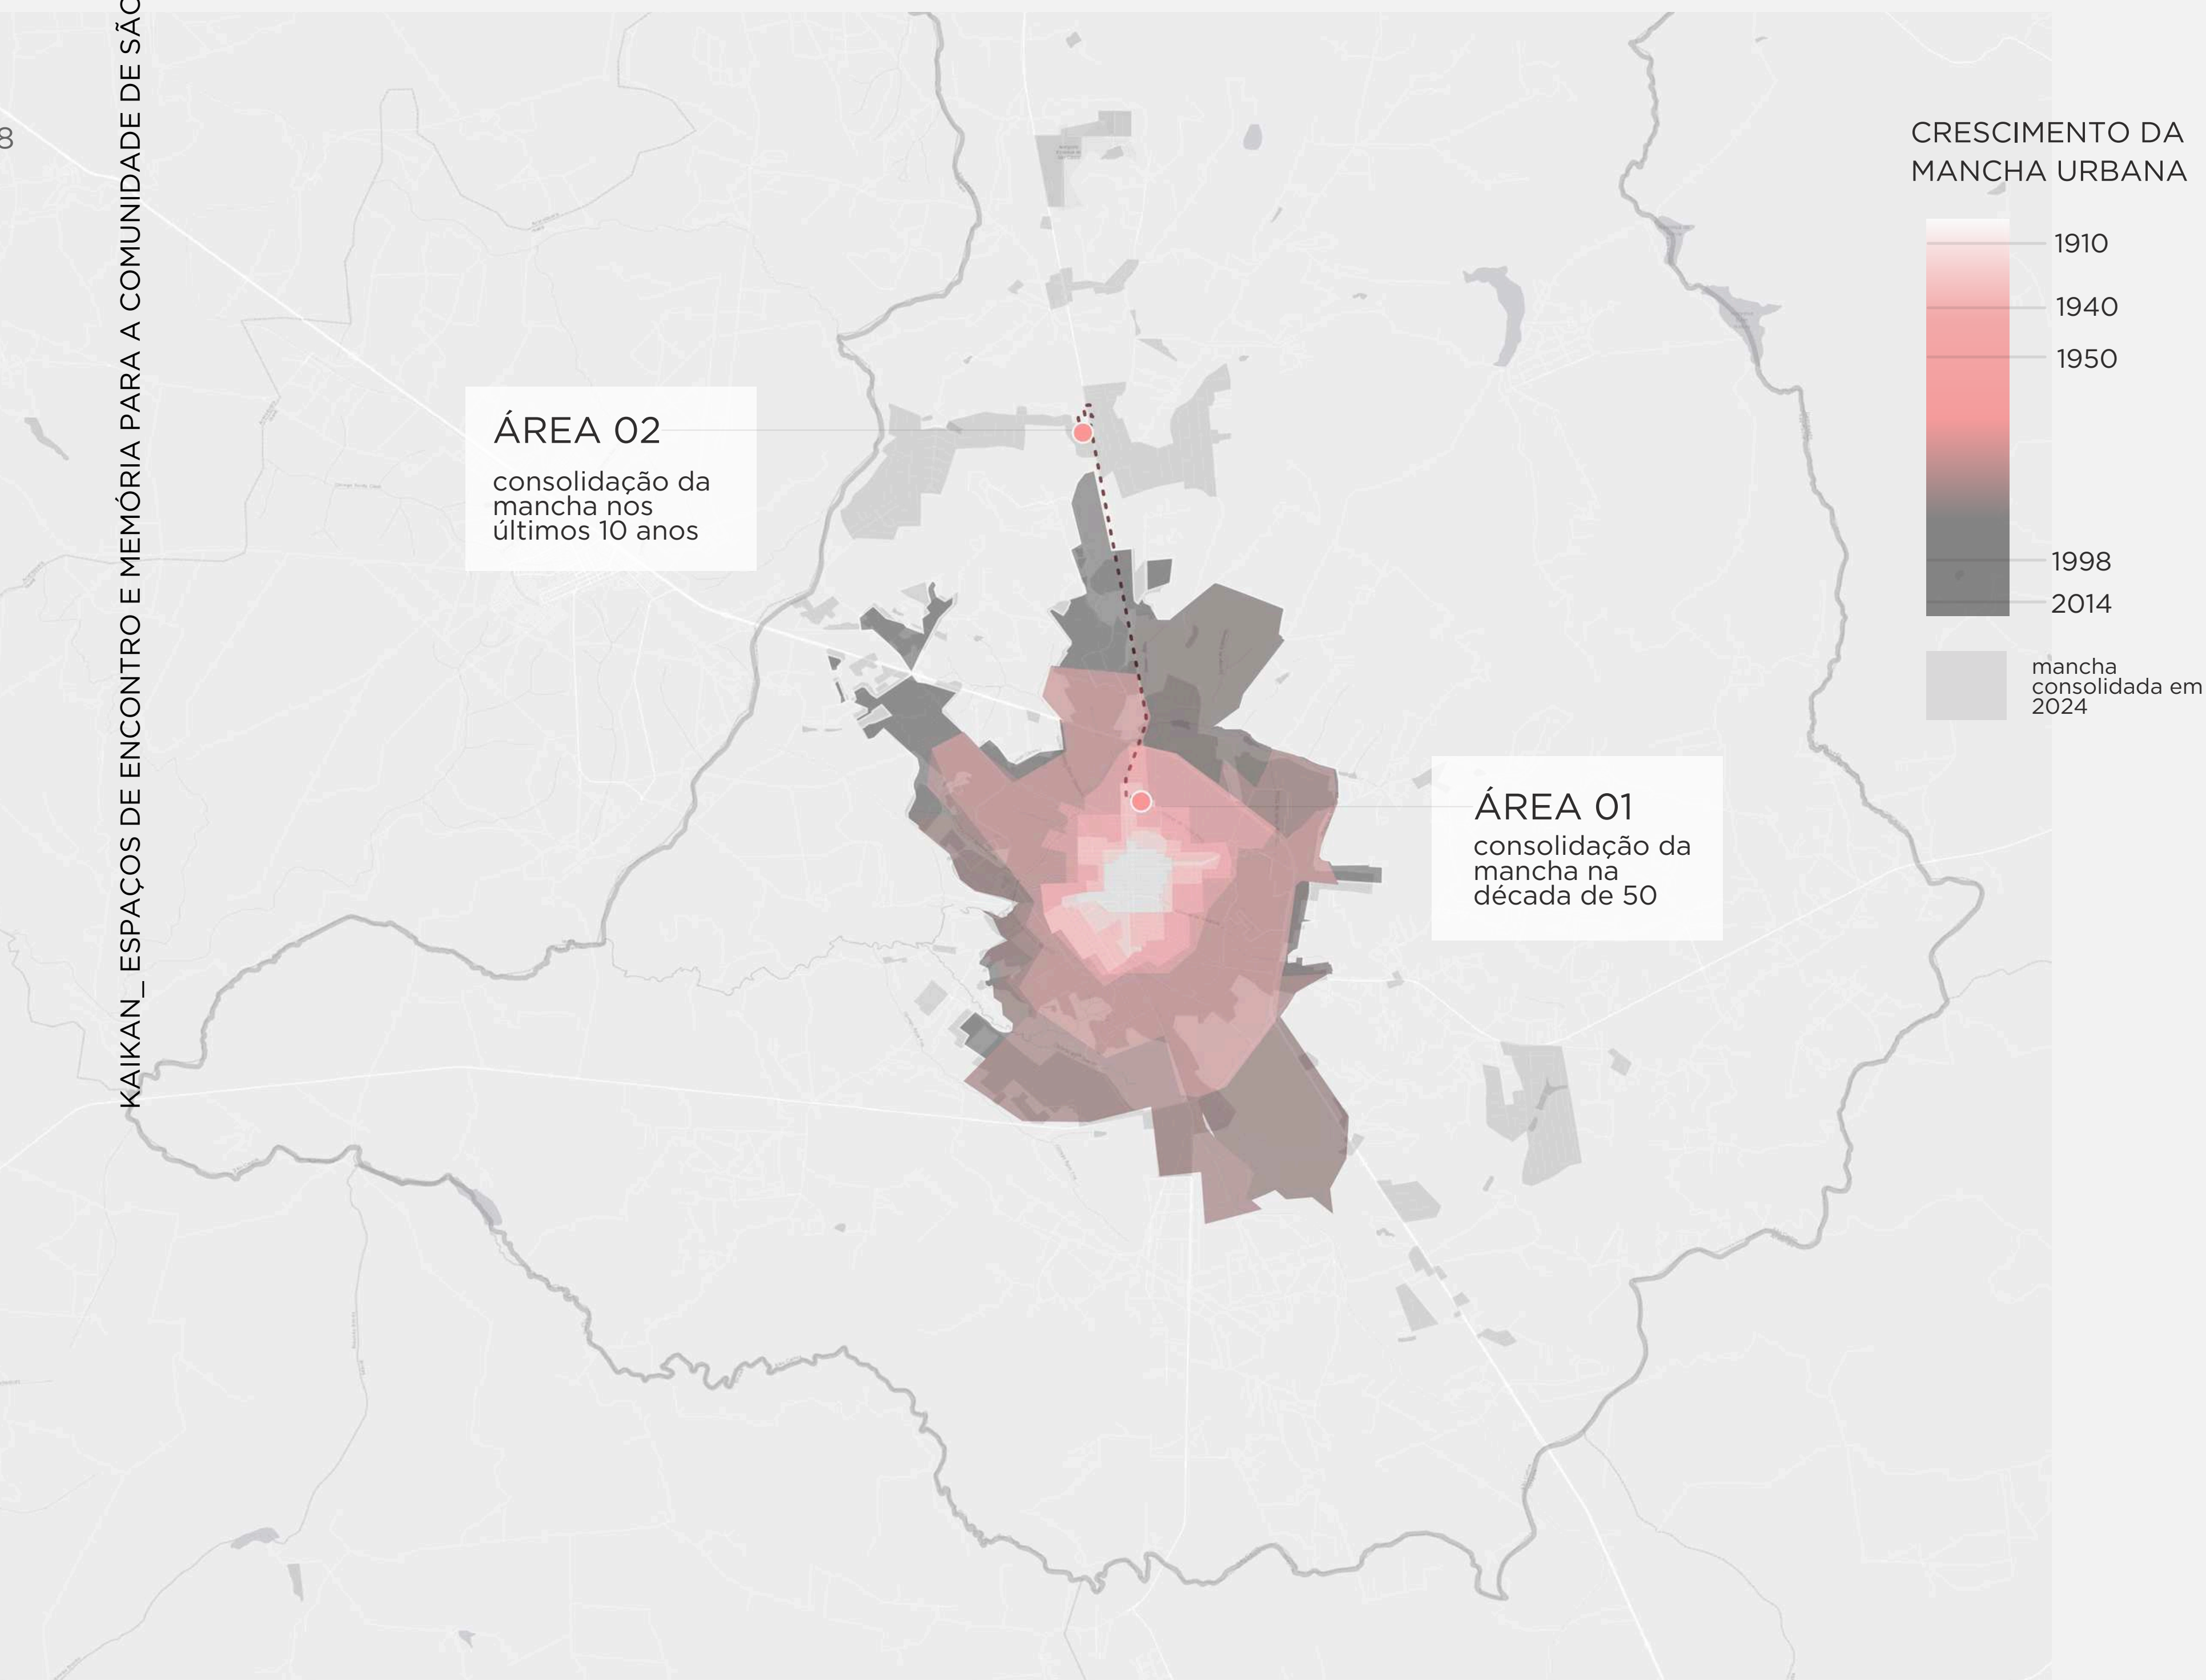 8
KAIKAN_ ESPAÇOS DE ENCONTRO E MEMÓRIA PARA A COMUNIDADE DE SÃO
CRESCIMENTO DA
MANCHA URBANA
1910
1940
1950
1998
2014
mancha
consolidada em
2024
ÁREA 02
consolidação da
mancha nos
últimos 10 anos
ÁREA 01
consolidação da
mancha na
década de 50